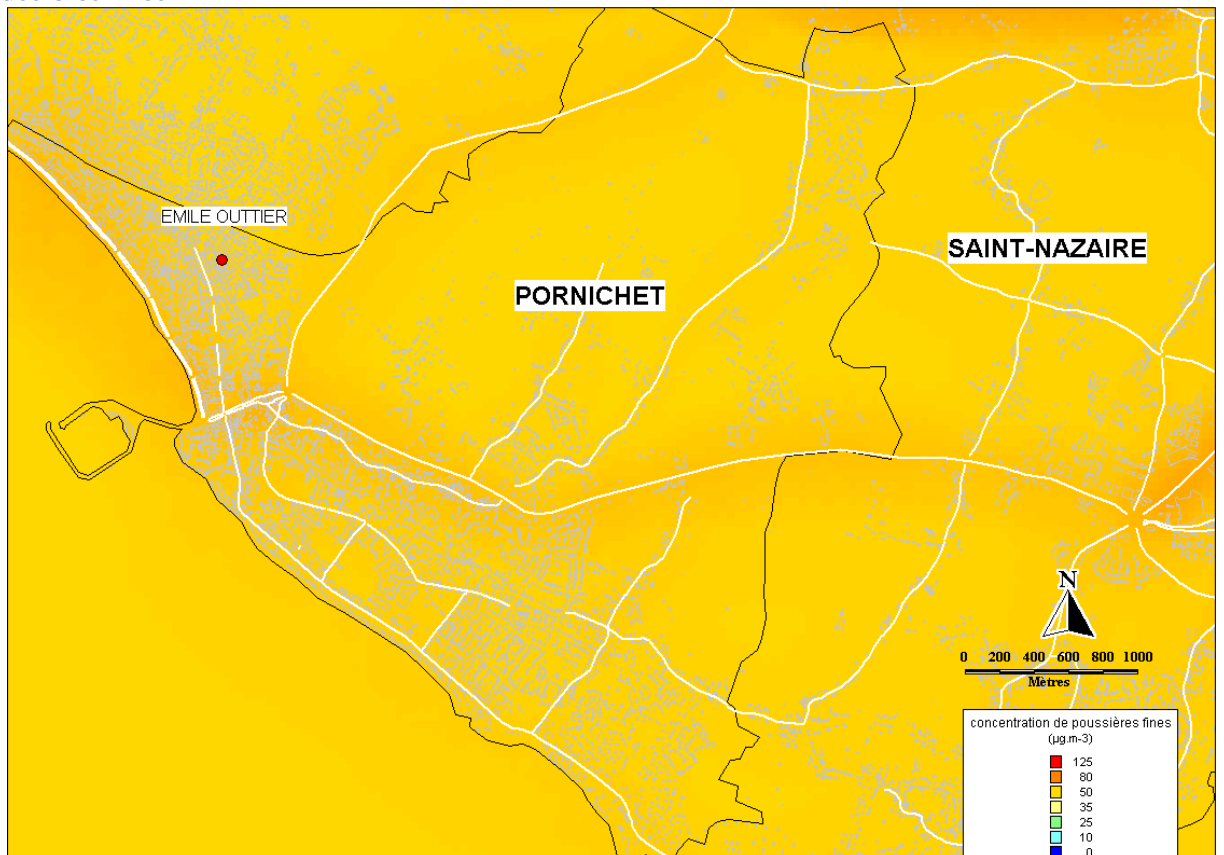 EMILE OUTTIER
SAINT-NAZAIRE
PORNICHET
N
0 200 400 600 800 1000
Mètres
concentration de poussières fines
(µg.m-3)
125
80
50
35
25
10
0